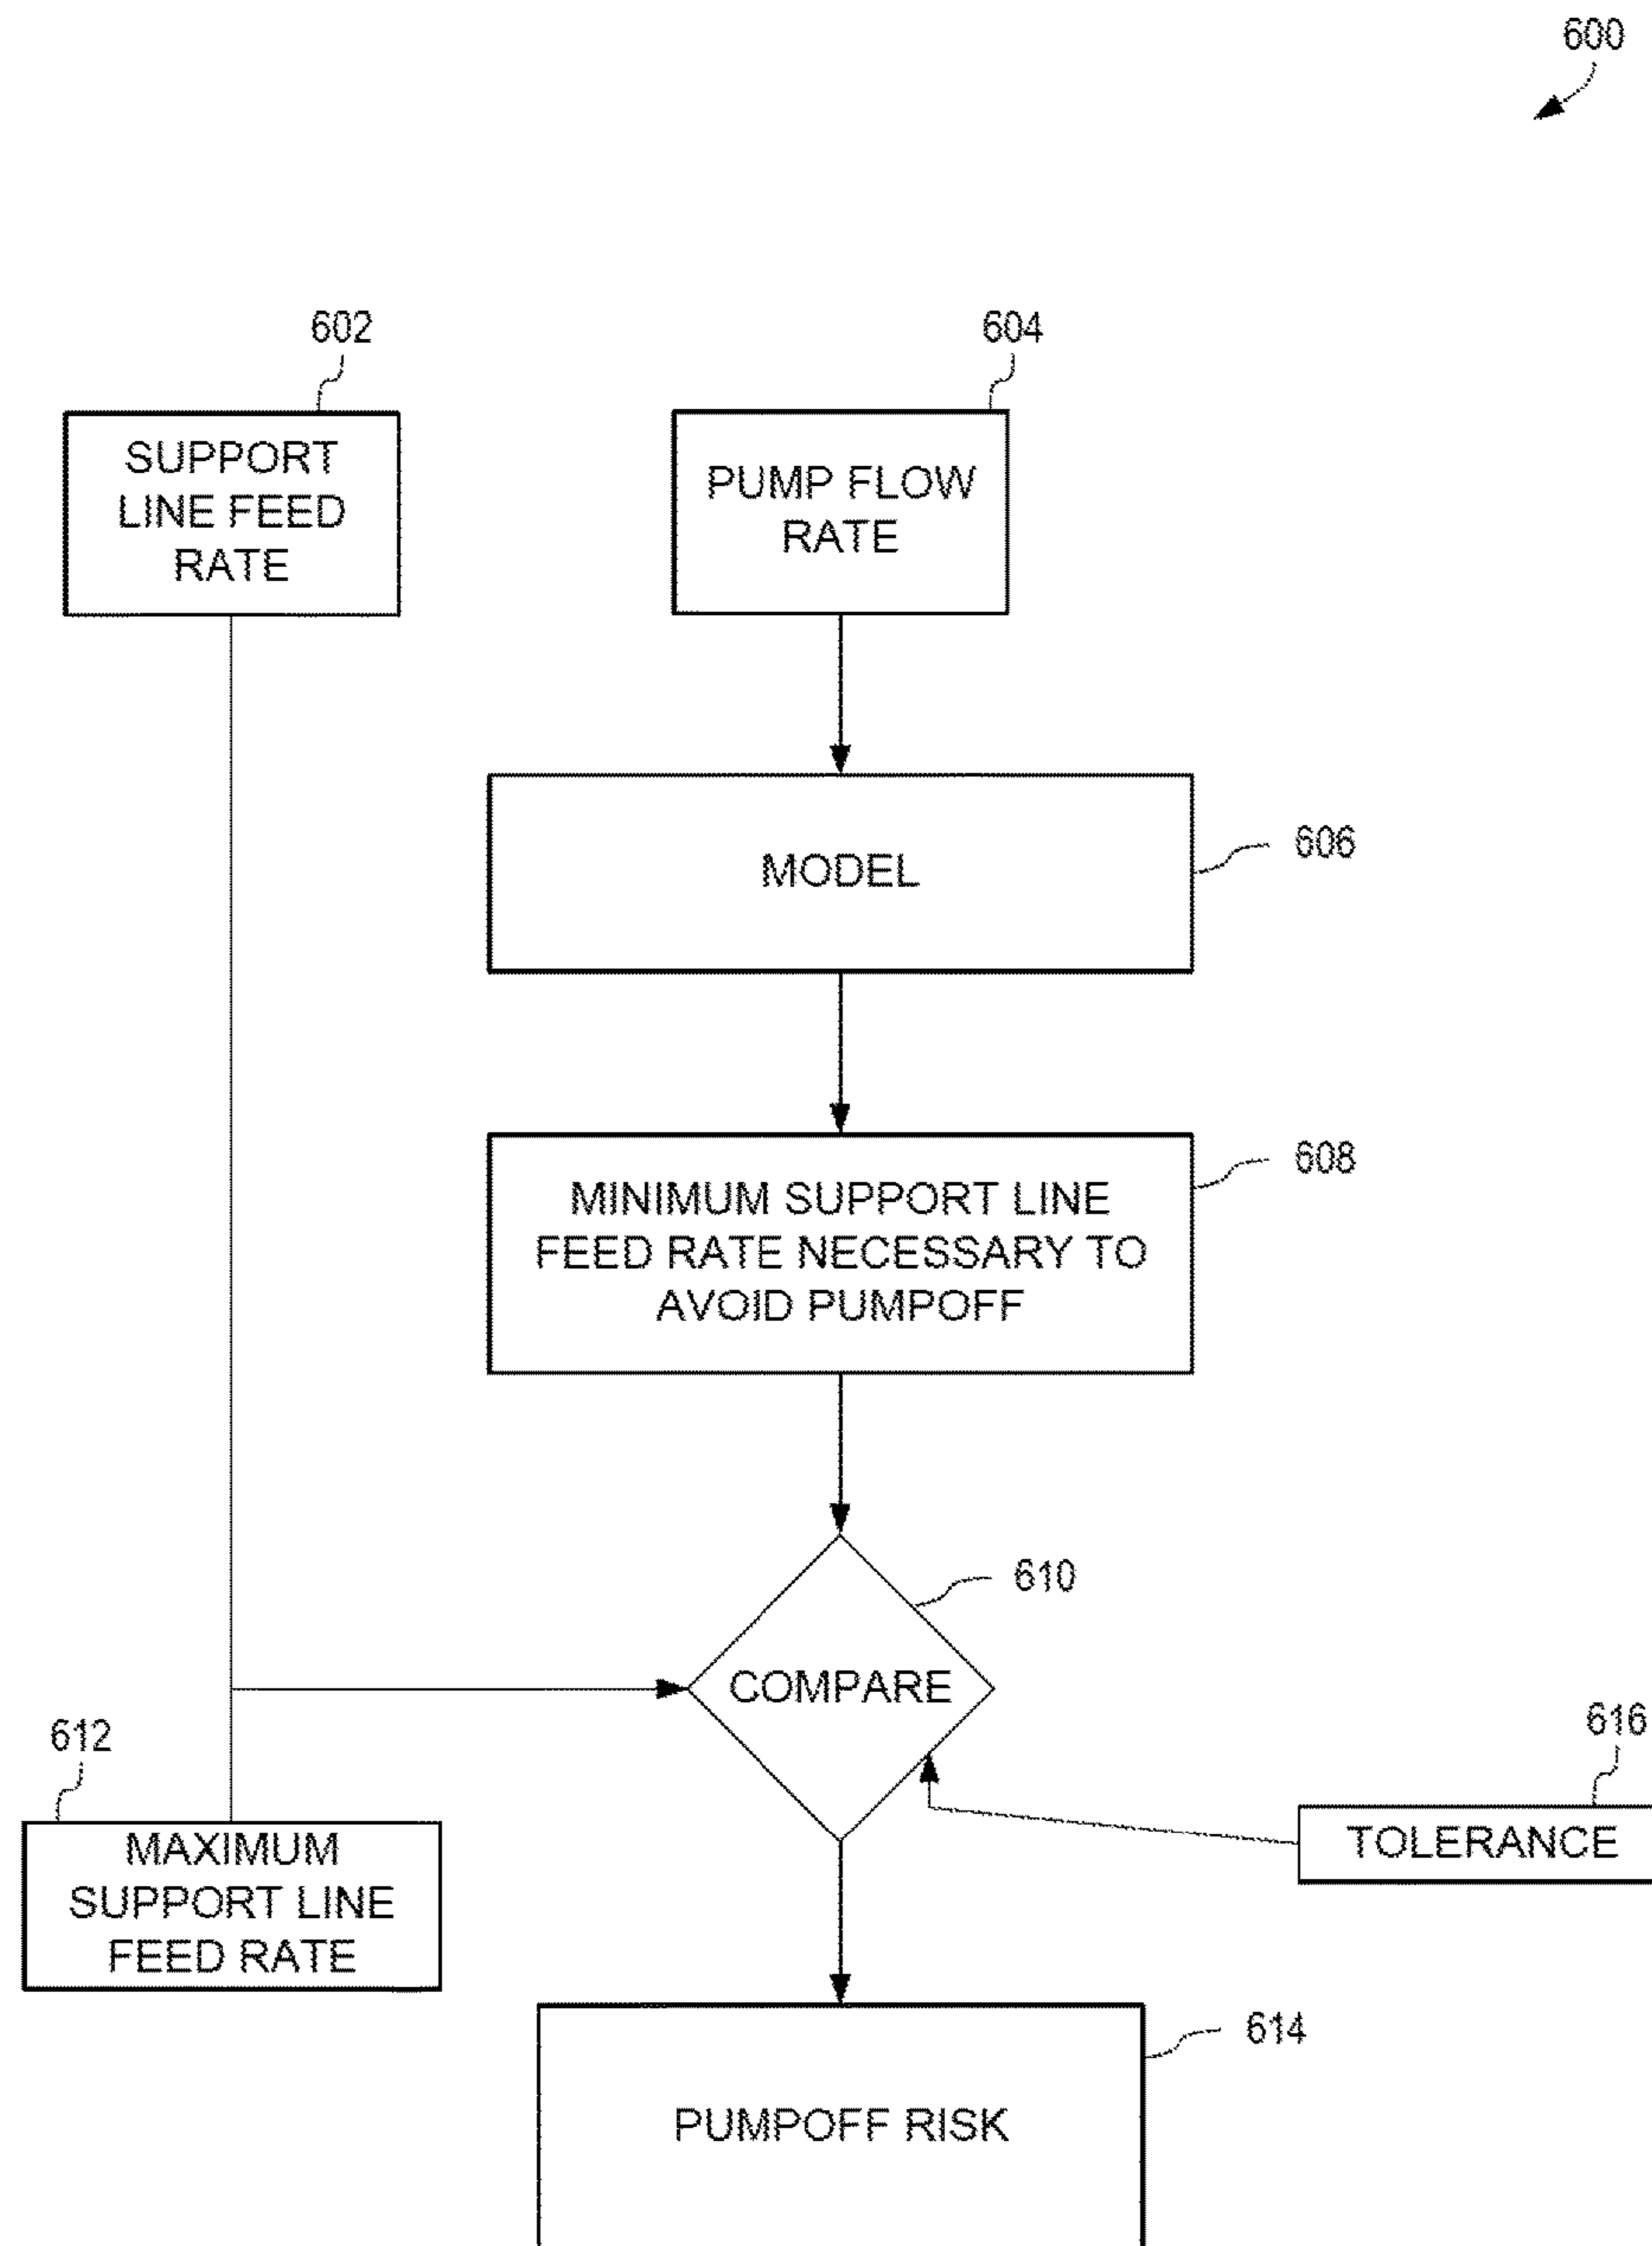 600
602
604
SUPPORT
LINE FEED
RATE
PUMP FLOW
RATE
MODEL
606
608
MINIMUM SUPPORT LINE
FEED RATE NECESSARY TO
AVOID PUMPOFF
610
COMPARE
612
616
MAXIMUM
SUPPORT LINE
FEED RATE
TOLERANCE
614
PUMPOFF RISK